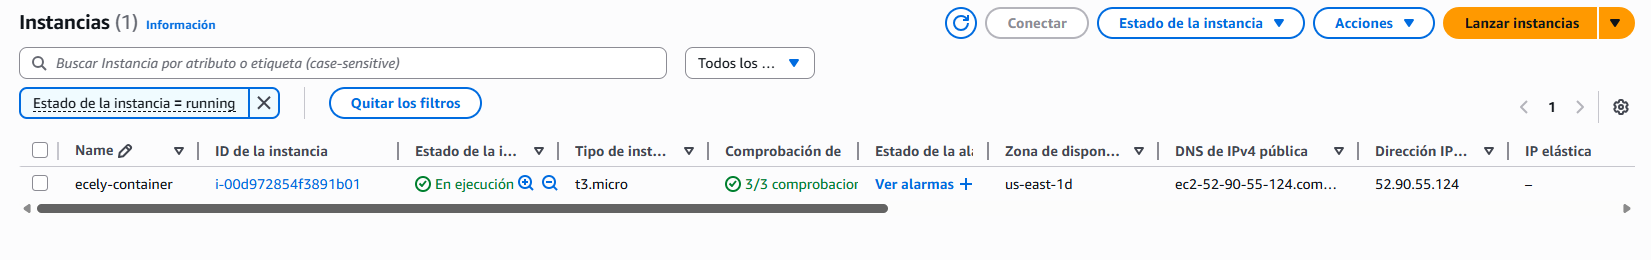 Instancias (1) Información
Conectar Estado de la instancia Acciones Lanzar instancias
Buscar Instancia por atributo o etiqueta (case-sensitive) Todos los ...
Estado de la instancia = running Quitar los filtros
1
Name ID de la instancia Estado de la i... Tipo de inst... Comprobación de Estado de la ala Zona de dispon... DNS de IPv4 pública Dirección IP... IP elástica
ecely-container i-00d972854f3891b01 En ejecución t3.micro 3/3 comprobacion Ver alarmas + us-east-1d ec2-52-90-55-124.com... 52.90.55.124 –